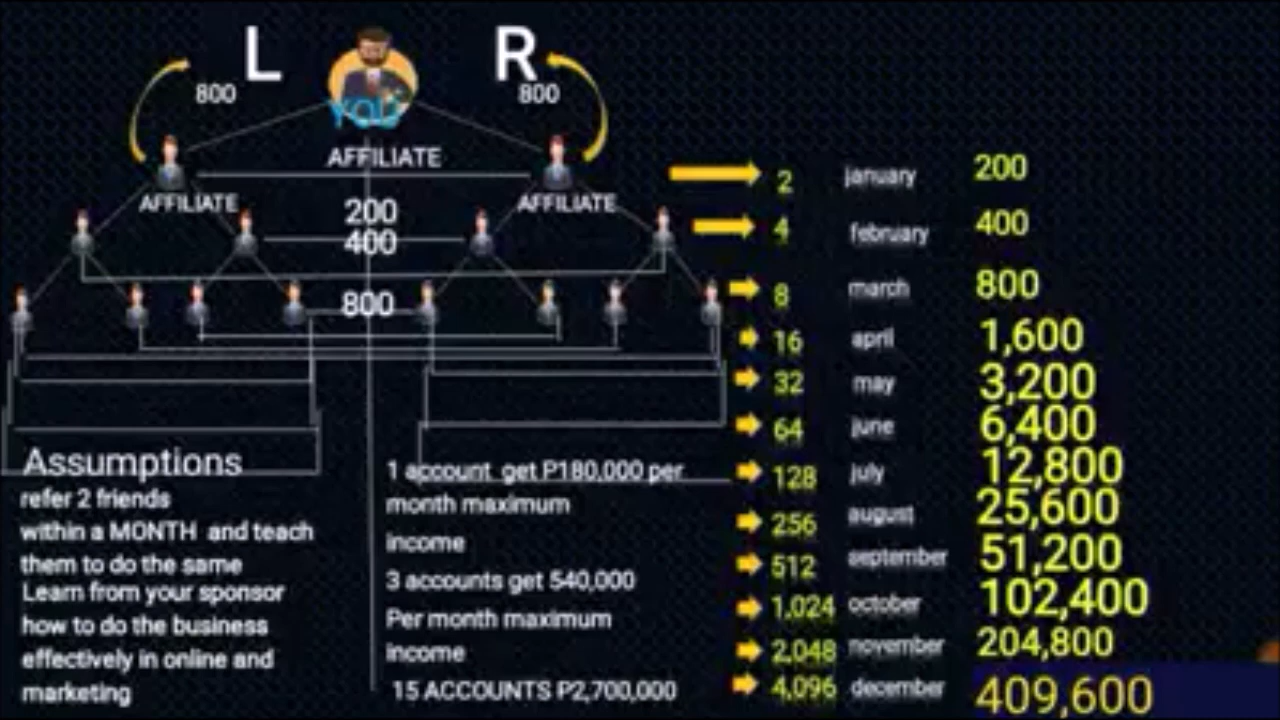 L
R
800
800
YOU
AFFILIATE
AFFILIATE
AFFILIATE
200
400
800
2 january 200
4 february 400
8 march 800
16 april 1,600
32 may 3,200
64 june 6,400
128 july 12,800
256 august 25,600
512 september 51,200
1,024 october 102,400
2,048 november 204,800
4,096 december 409,600
Assumptions
refer 2 friends
within a MONTH and teach
them to do the same
Learn from your sponsor
how to do the business
effectively in online and
marketing
1 account get P180,000 per
month maximum
income
3 accounts get 540,000
Per month maximum
income
15 ACCOUNTS P2,700,000